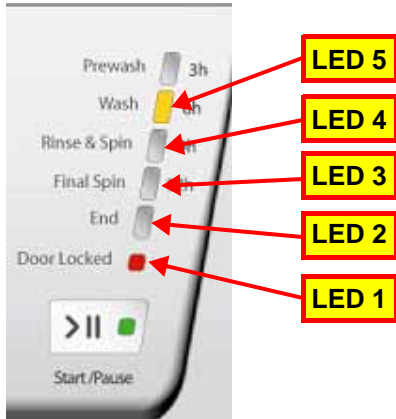 Prewash 3h LED 5
Wash
LED 4
Rinse & Spin
Final Spin LED 3
End LED 2
Door Locked
LED 1
Start/Pause